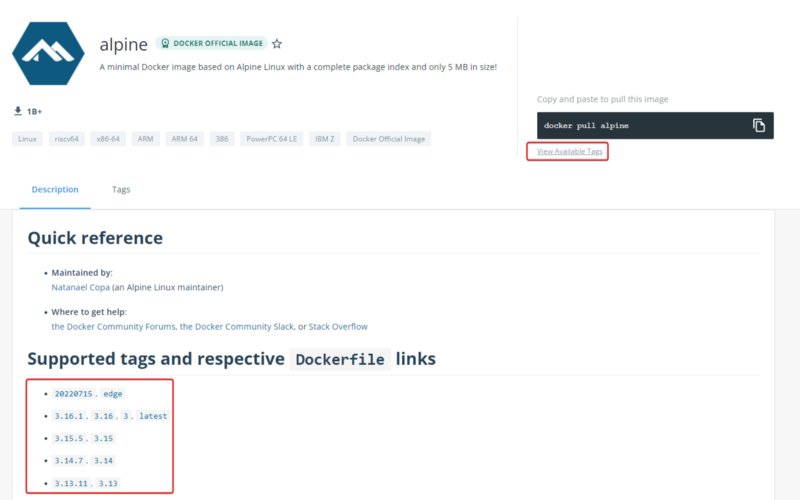 alpine DOCKER OFFICIAL IMAGE
A minimal Docker image based on Alpine Linux with a complete package index and only 5 MB in size!
1B+
Linux riscv64 x86-64 ARM ARM 64 386 PowerPC 64 LE IBM Z Docker Official Image
Copy and paste to pull this image
docker pull alpine
View Available Tags
Description Tags
Quick reference
• Maintained by:
Natanael Copa (an Alpine Linux maintainer)
• Where to get help:
the Docker Community Forums, the Docker Community Slack, or Stack Overflow
Supported tags and respective Dockerfile links
• 20220715, edge
• 3.16.1, 3.16, 3, latest
• 3.15.5, 3.15
• 3.14.7, 3.14
• 3.13.11, 3.13